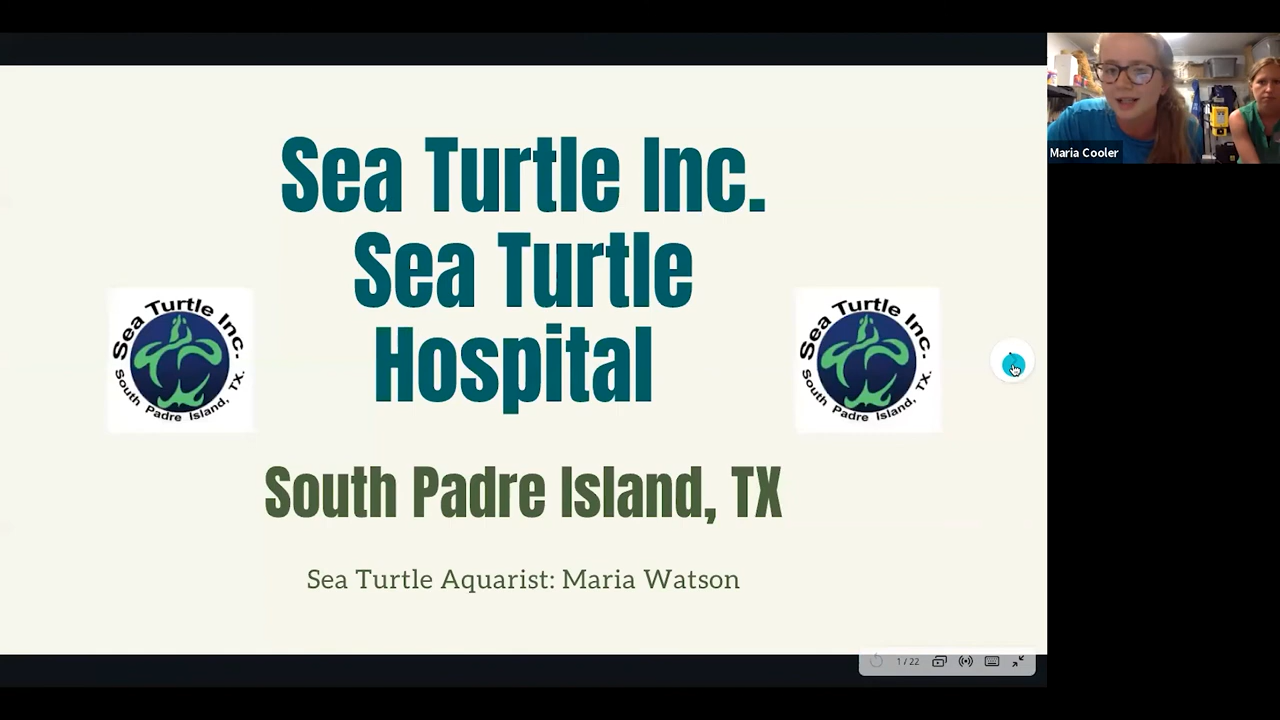 Sea Turtle Inc.
Sea Turtle
Hospital
Sea Turtle Inc.
South Padre Island, TX.
Sea Turtle Inc.
South Padre Island, TX.
South Padre Island, TX
Sea Turtle Aquarist: Maria Watson
1 / 22
Maria Cooler